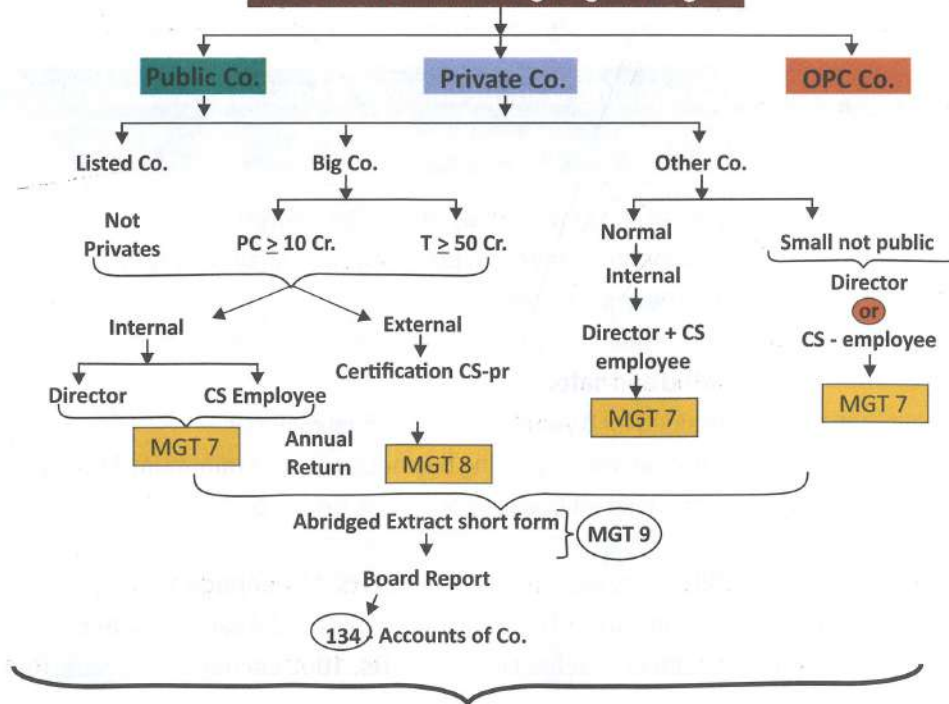 Public Co.
Private Co.
OPC Co.
Listed Co.
Big Co.
Other Co.
Not
Privates
PC ≥ 10 Cr.
T ≥ 50 Cr.
Normal
Internal
Director + CS
employee
MGT 7
Small not public
Director
or
CS - employee
MGT 7
Internal
Director
CS Employee
MGT 7
External
Certification CS-pr
Annual
Return
MGT 8
Abridged Extract short form
MGT 9
Board Report
134 - Accounts of Co.